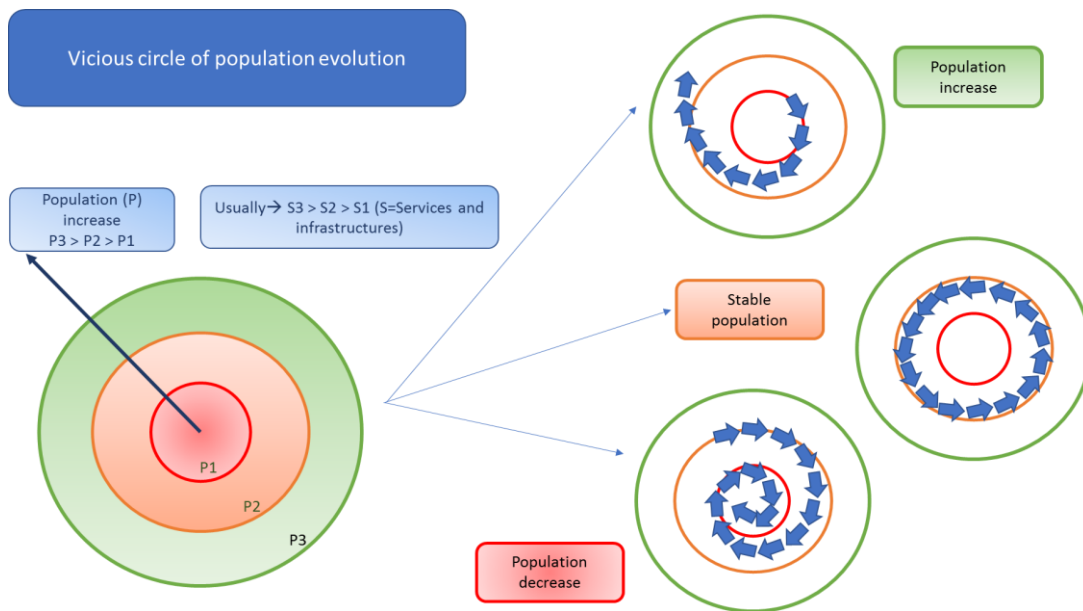 Vicious circle of population evolution
Population
increase
Population (P)
increase
P3 > P2 > P1
Usually→ S3 > S2 > S1 (S=Services and
infrastructures)
Stable
population
P1
P2
P3
Population
decrease